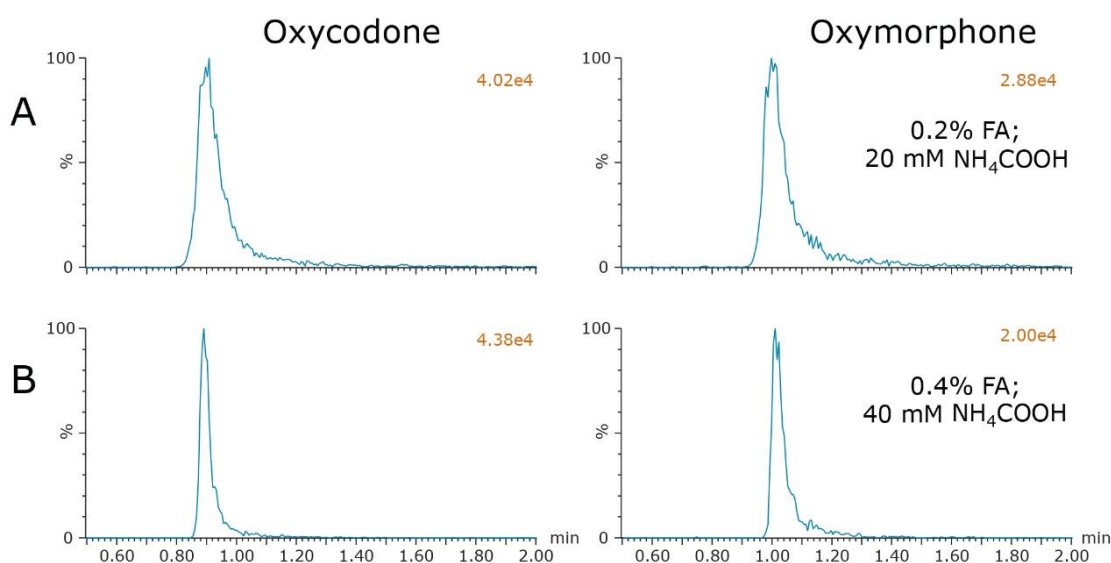 Oxycodone
Oxymorphone
A
100
%
0
4.02e4
100
%
0
2.88e4
0.2% FA;
20 mM NH₄COOH
B
100
%
0
4.38e4
0.60 0.80 1.00 1.20 1.40 1.60 1.80 2.00
min
100
%
0
2.00e4
0.4% FA;
40 mM NH₄COOH
0.60 0.80 1.00 1.20 1.40 1.60 1.80 2.00
min